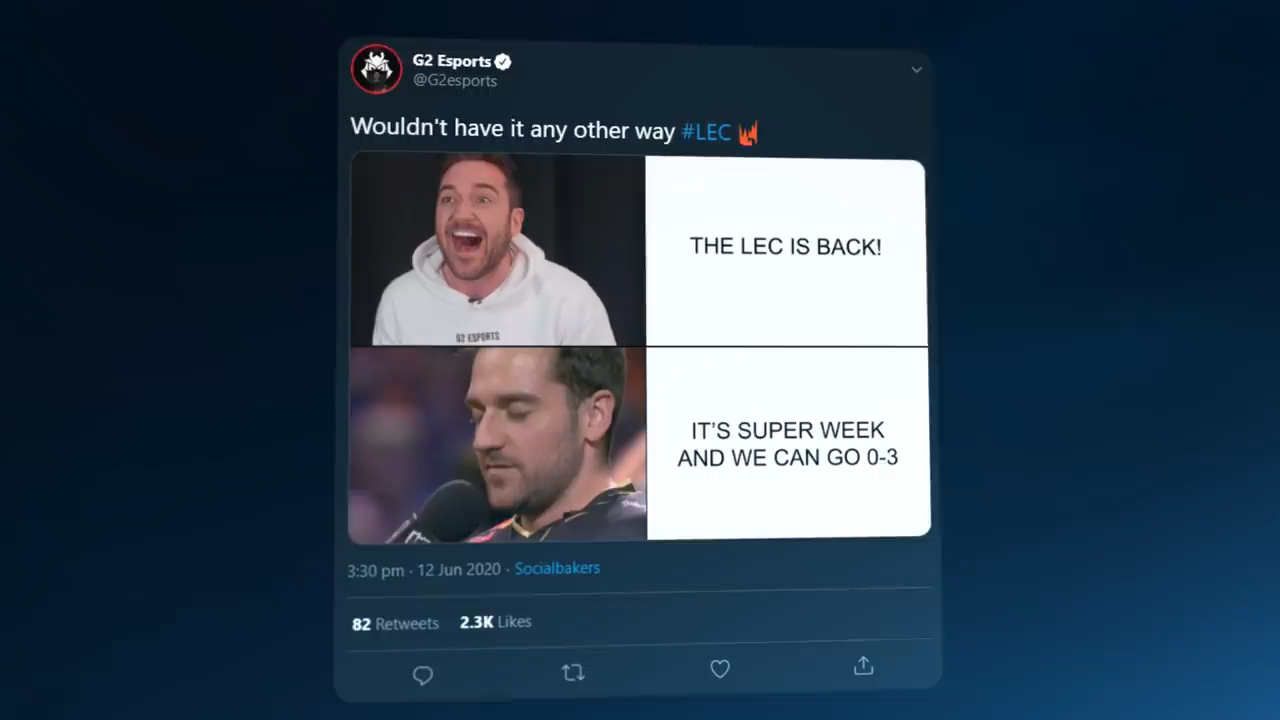 G2 Esports
@G2esports
Wouldn't have it any other way #LEC
THE LEC IS BACK!
G2 ESPORTS
IT'S SUPER WEEK
AND WE CAN GO 0-3
3:30 pm · 12 Jun 2020 · Socialbakers
82 Retweets 2.3K Likes